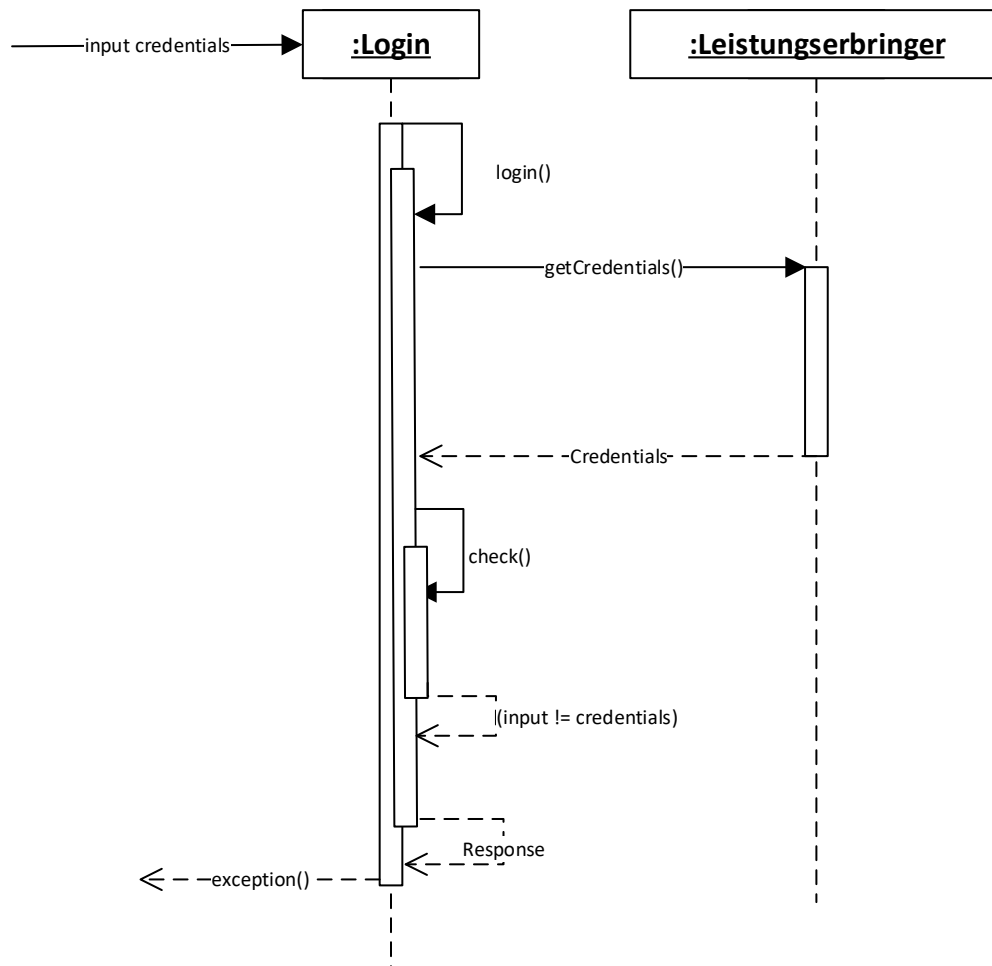 :Login
:Leistungserbringer
input credentials
login()
getCredentials()
Credentials
check()
(input != credentials)
Response
exception()